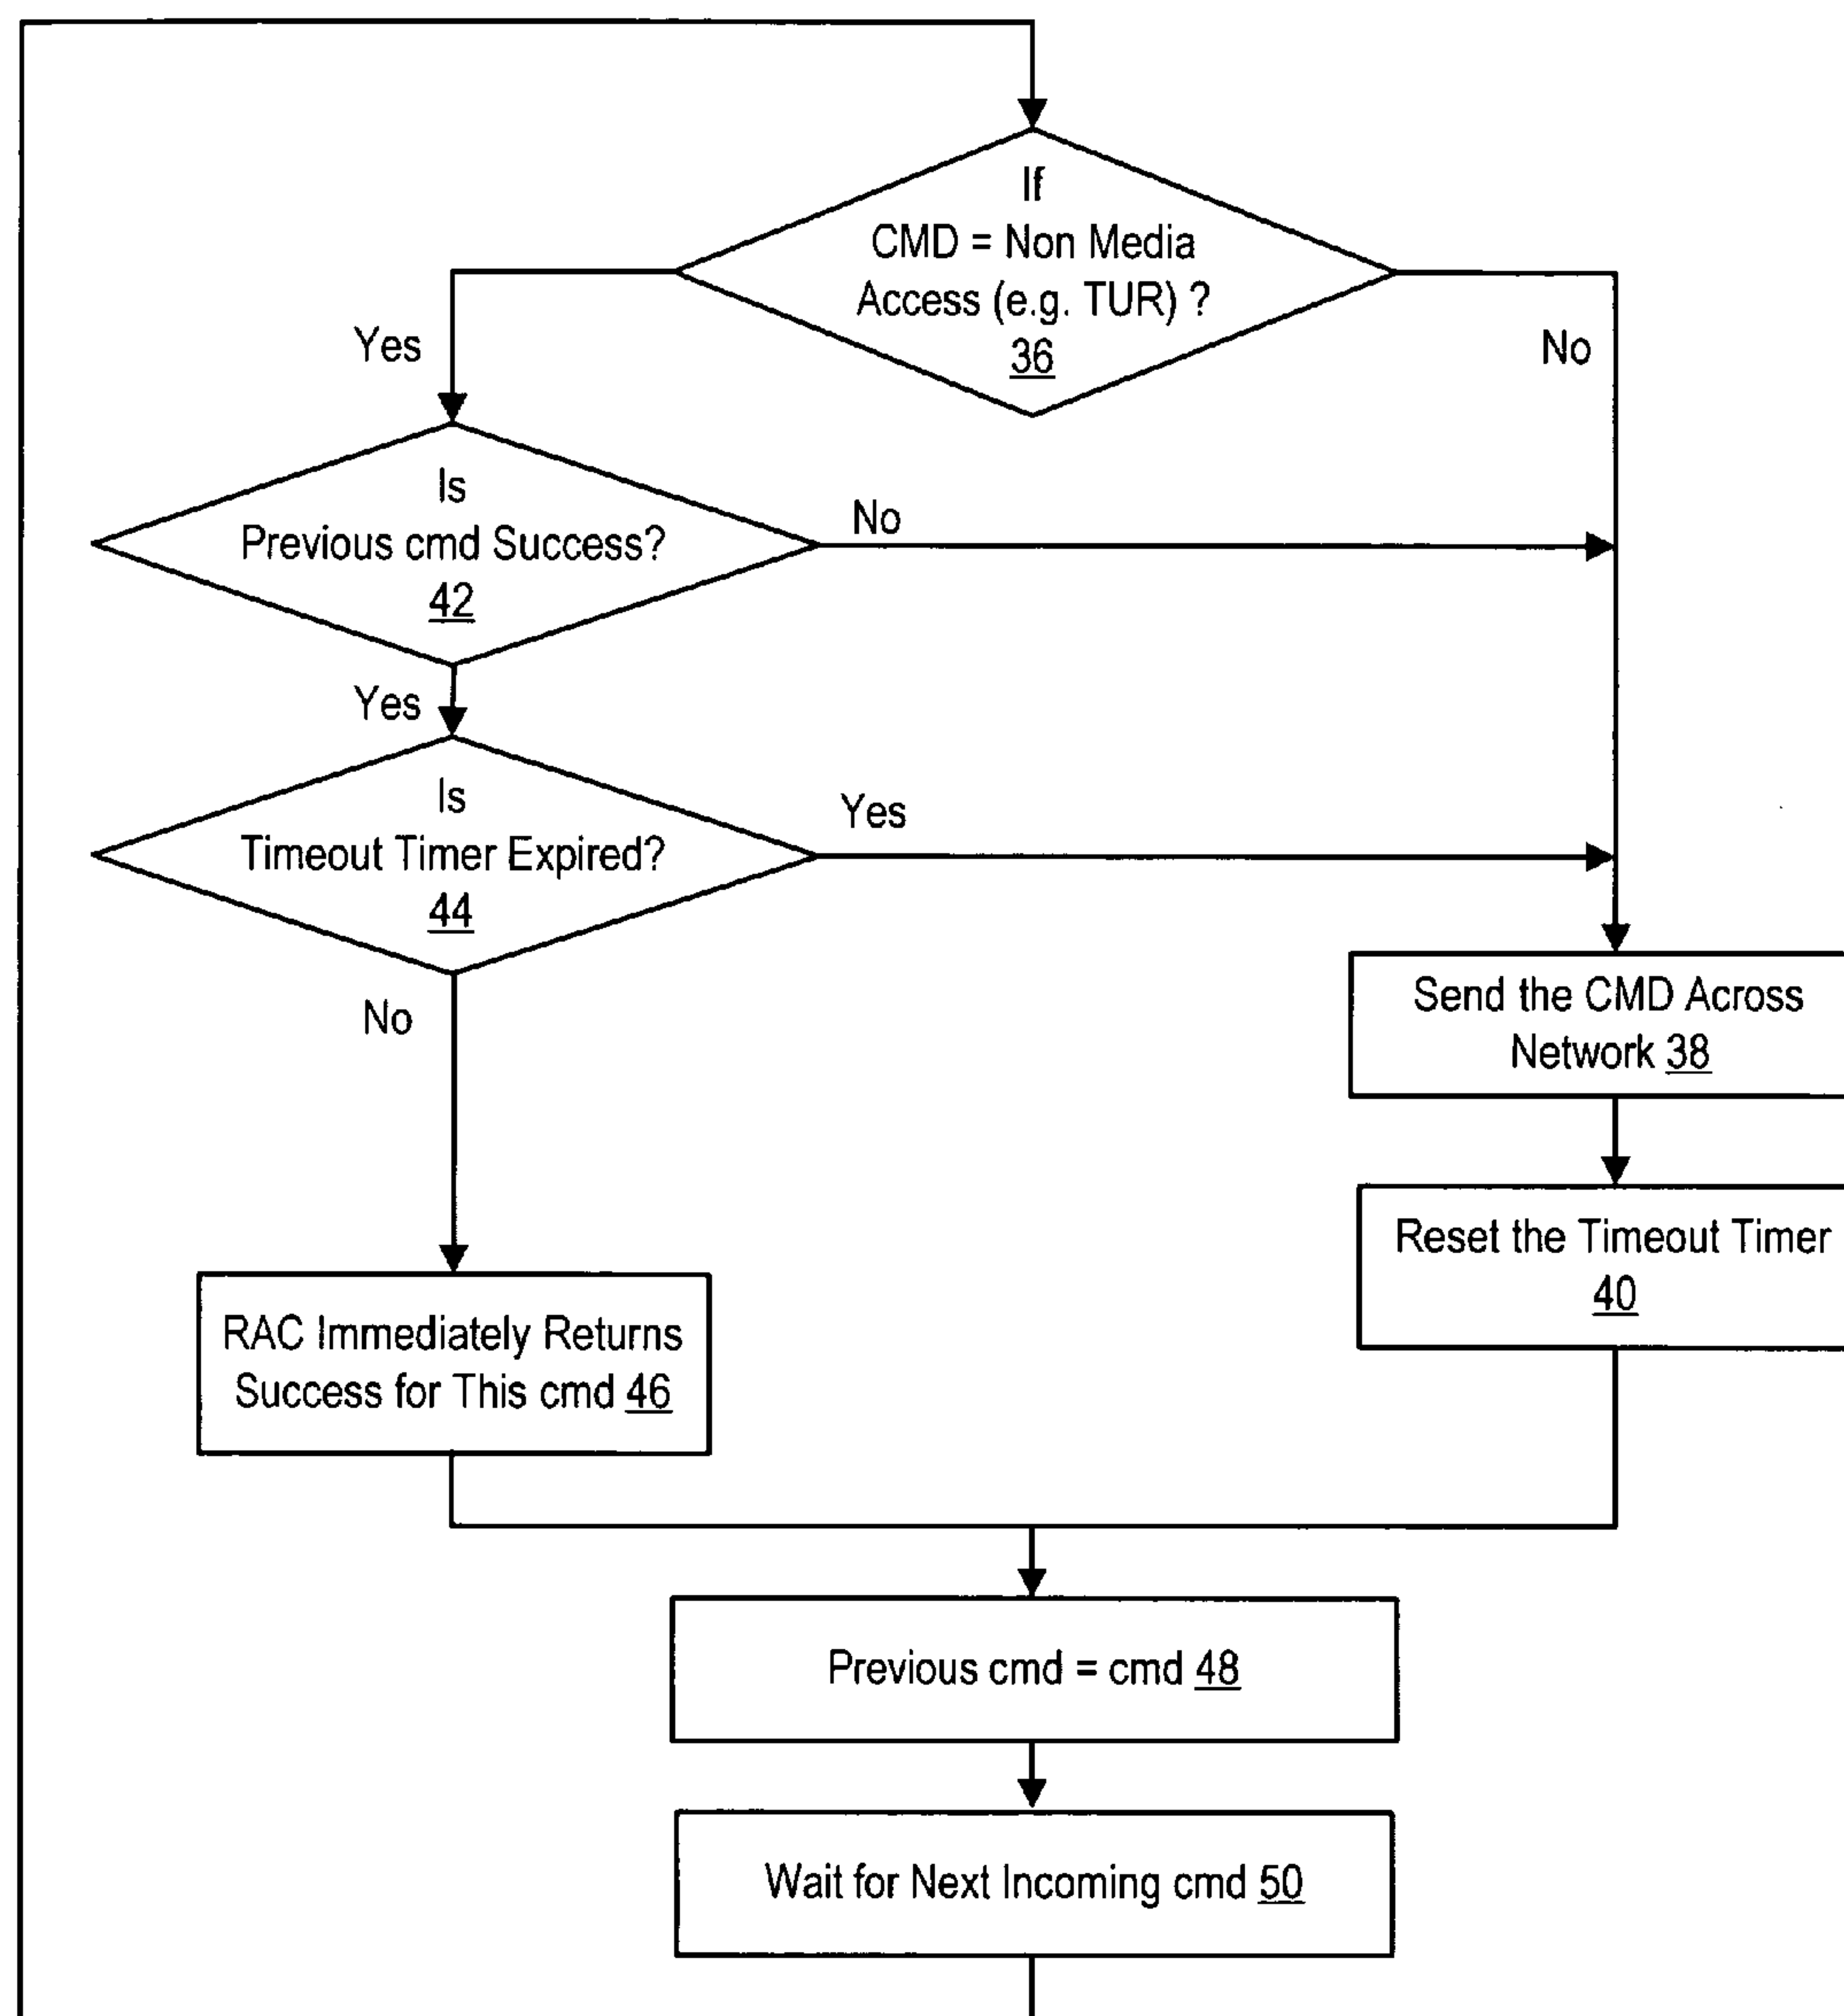 If
CMD = Non Media
Access (e.g. TUR) ?
36
Yes
No
Is
Previous cmd Success?
42
No
Yes
Is
Timeout Timer Expired?
44
Yes
No
Send the CMD Across
Network 38
Reset the Timeout Timer
40
RAC Immediately Returns
Success for This cmd 46
Previous cmd = cmd 48
Wait for Next Incoming cmd 50